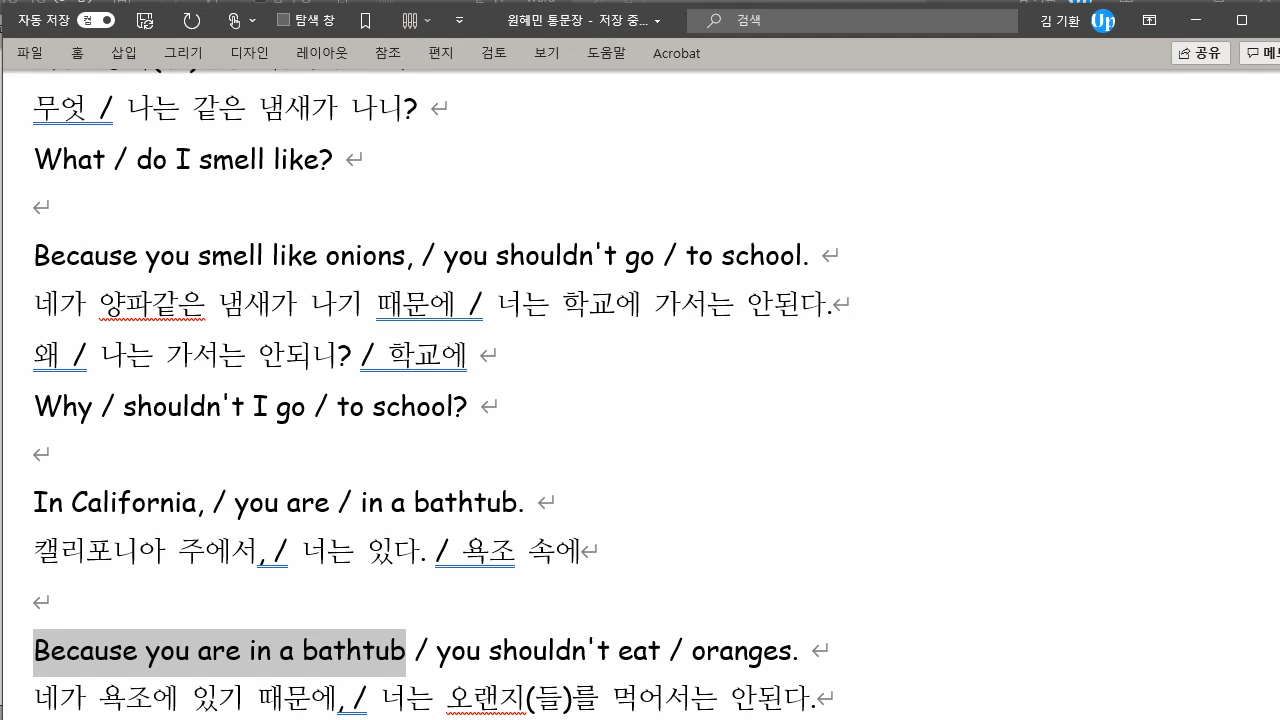 자동 저장 컴 탐색 창 원혜민 통문장 - 저장 중... 검색 김 기환 Up
파일 홈 삽입 그리기 디자인 레이아웃 참조 편지 검토 보기 도움말 Acrobat 공유
무엇 / 나는 같은 냄새가 나니?
What / do I smell like?
Because you smell like onions, / you shouldn't go / to school.
네가 양파같은 냄새가 나기 때문에 / 너는 학교에 가서는 안된다.
왜 / 나는 가서는 안되니? / 학교에
Why / shouldn't I go / to school?
In California, / you are / in a bathtub.
캘리포니아 주에서, / 너는 있다. / 욕조 속에
Because you are in a bathtub / you shouldn't eat / oranges.
네가 욕조에 있기 때문에, / 너는 오랜지(들)를 먹어서는 안된다.